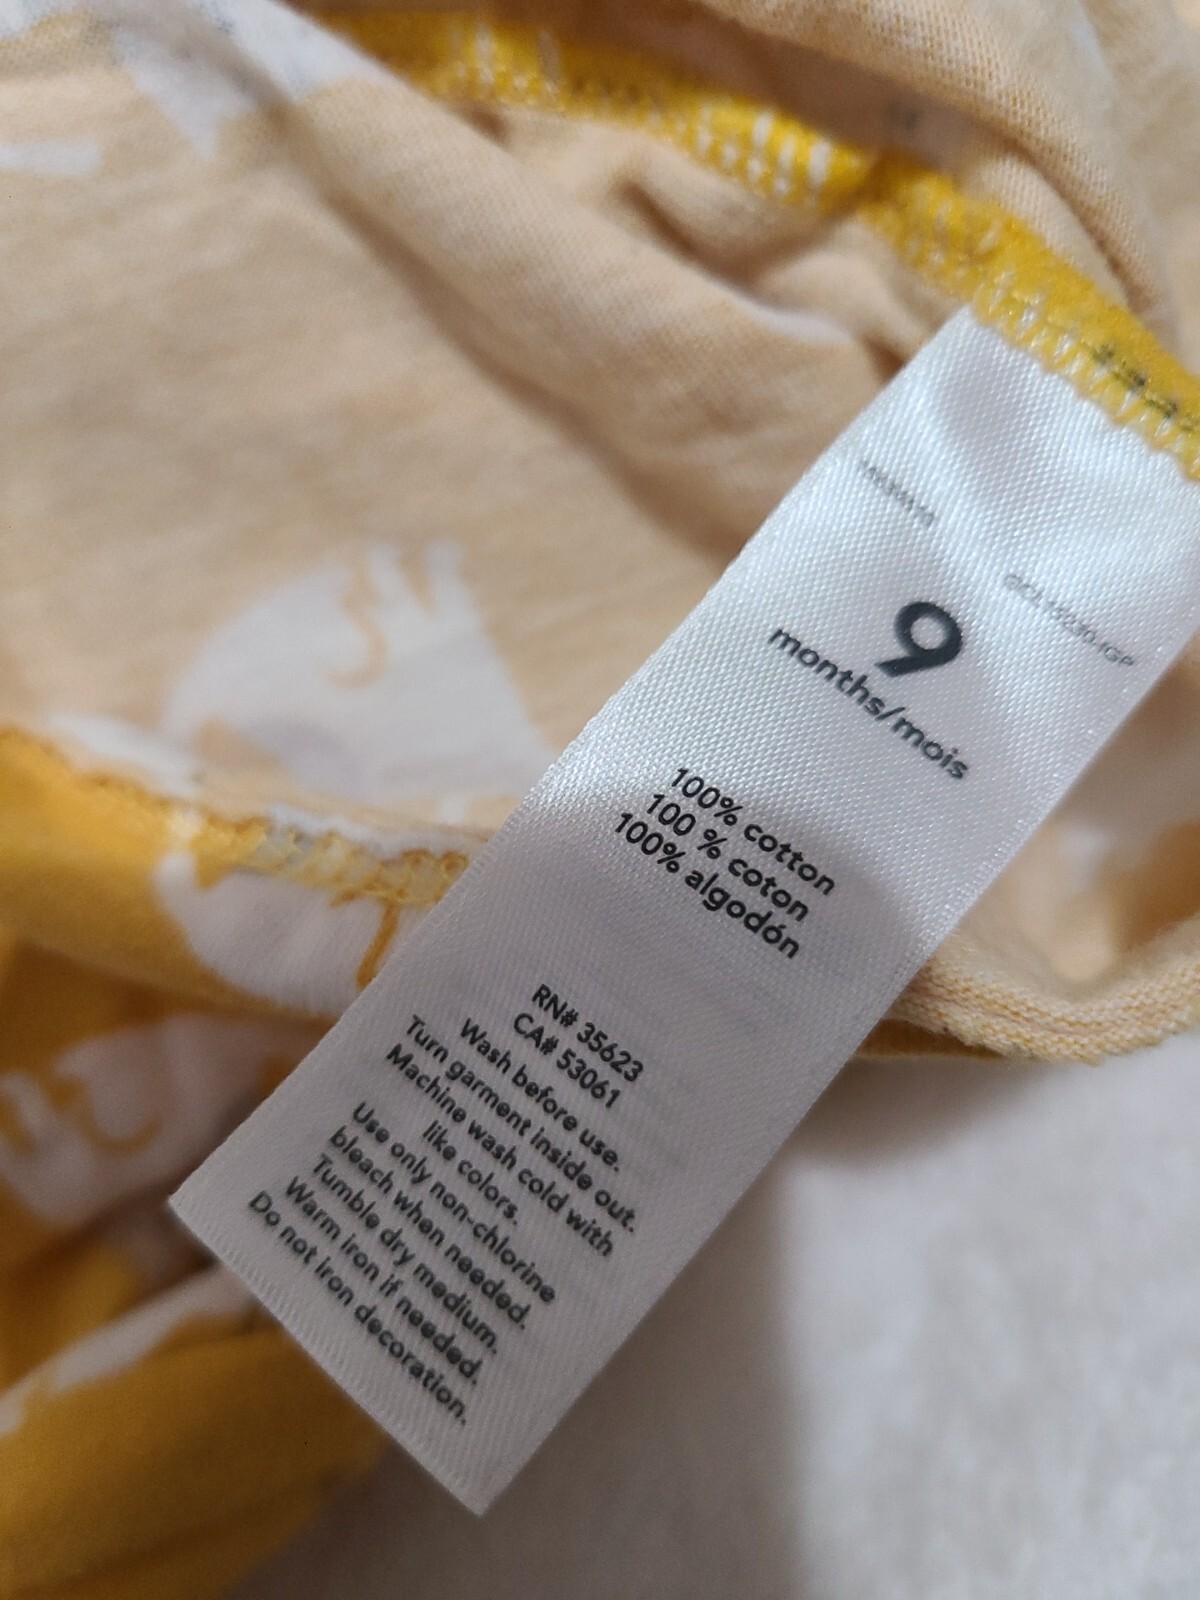 9
months/mois
100% cotton
100 % coton
100% algodón
RN# 35623
CA# 53061
Wash before use.
Turn garment inside out.
Machine wash cold with
like colors.
Use only non-chlorine
bleach when needed.
Tumble dry medium.
Warm iron if needed.
Do not iron decoration.